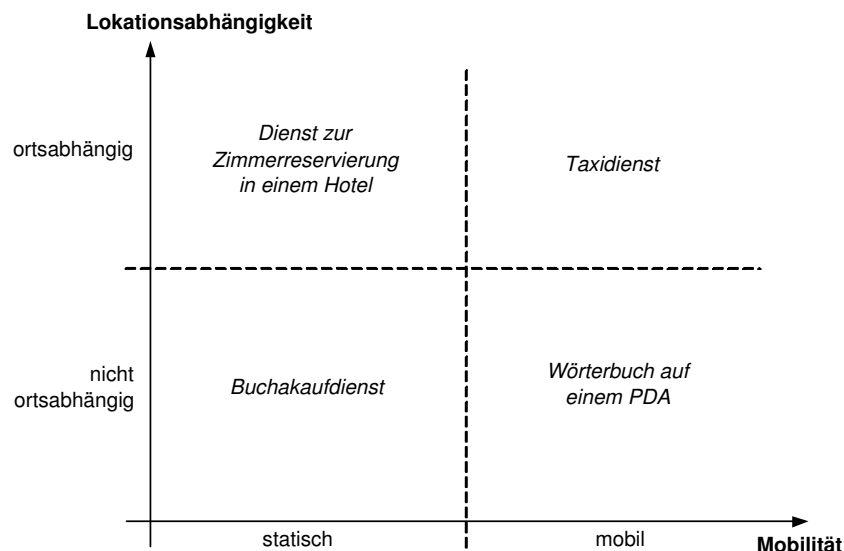 Lokationsabhängigkeit
ortsabhängig
Dienst zur
Zimmerreservierung
in einem Hotel
Taxidienst
nicht
ortsabhängig
Buchakaufdienst
Wörterbuch auf
einem PDA
statisch
mobil
Mobilität